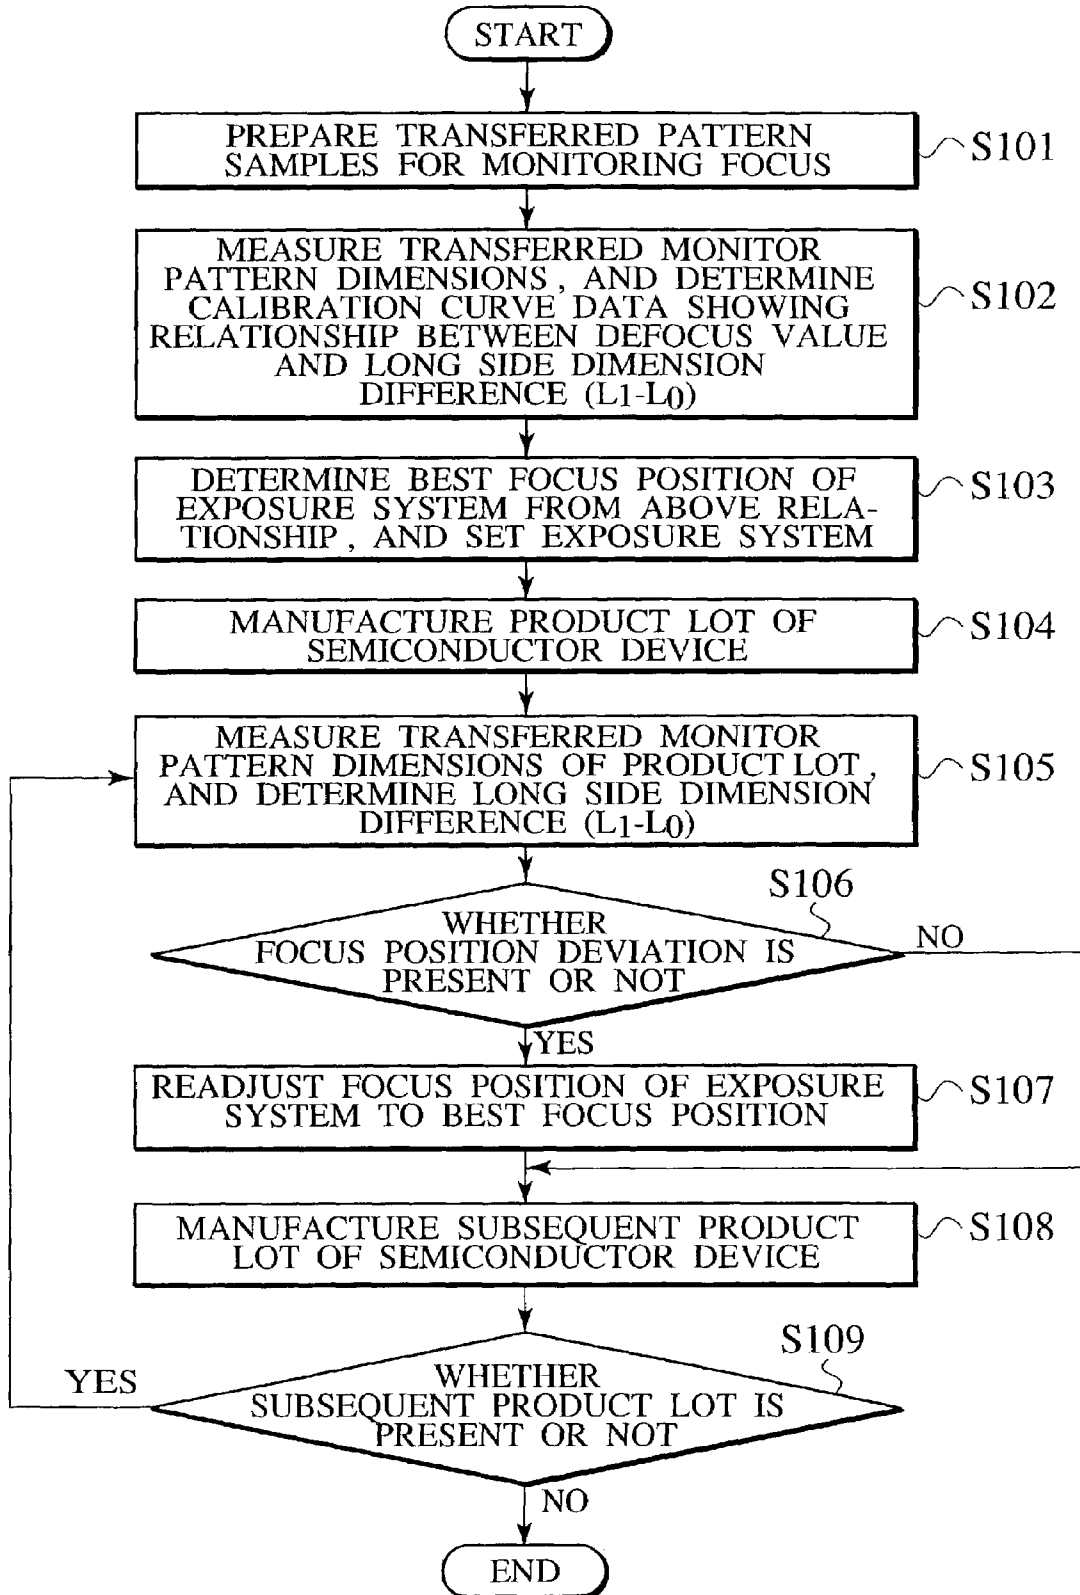 START
PREPARE TRANSFERRED PATTERN
SAMPLES FOR MONITORING FOCUS
S101
MEASURE TRANSFERRED MONITOR
PATTERN DIMENSIONS, AND DETERMINE
CALIBRATION CURVE DATA SHOWING
RELATIONSHIP BETWEEN DEFOCUS VALUE
AND LONG SIDE DIMENSION
DIFFERENCE (L1-L0)
S102
DETERMINE BEST FOCUS POSITION OF
EXPOSURE SYSTEM FROM ABOVE RELA-
TIONSHIP, AND SET EXPOSURE SYSTEM
S103
MANUFACTURE PRODUCT LOT OF
SEMICONDUCTOR DEVICE
S104
MEASURE TRANSFERRED MONITOR
PATTERN DIMENSIONS OF PRODUCT LOT,
AND DETERMINE LONG SIDE DIMENSION
DIFFERENCE (L1-L0)
S105
S106
WHETHER
FOCUS POSITION DEVIATION IS
PRESENT OR NOT
NO
YES
READJUST FOCUS POSITION OF EXPOSURE
SYSTEM TO BEST FOCUS POSITION
S107
MANUFACTURE SUBSEQUENT PRODUCT
LOT OF SEMICONDUCTOR DEVICE
S108
S109
YES
WHETHER
SUBSEQUENT PRODUCT LOT IS
PRESENT OR NOT
NO
END